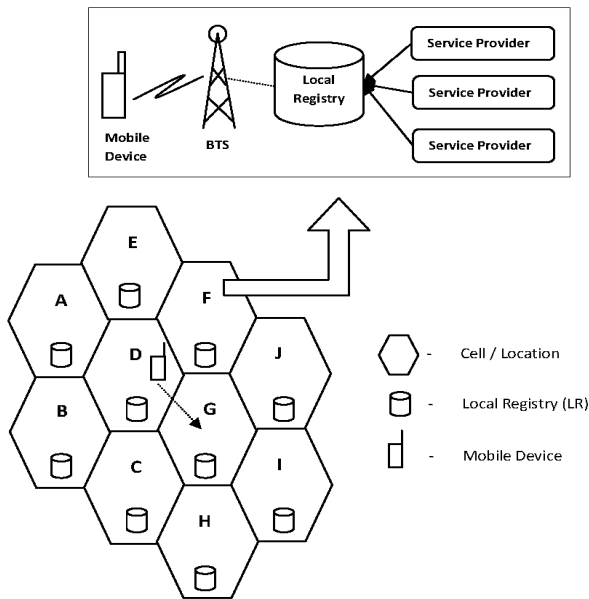 Service Provider
Local
Registry
Service Provider
Mobile
Device
BTS
Service Provider
E
A
F
D
J
B
G
C
I
H
- Cell / Location
- Local Registry (LR)
- Mobile Device